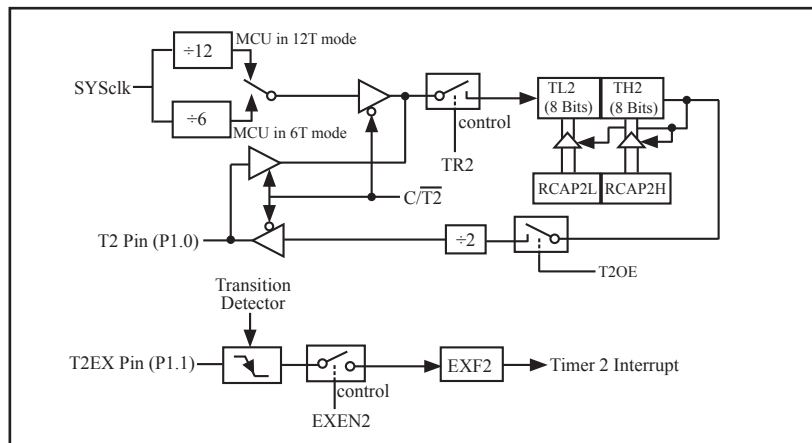 ÷12
MCU in 12T mode
SYSclk
÷6
MCU in 6T mode
TL2
(8 Bits)
TH2
(8 Bits)
control
TR2
RCAP2L
RCAP2H
C/T2
T2 Pin (P1.0)
÷2
T2OE
Transition
Detector
T2EX Pin (P1.1)
control
EXEN2
EXF2
Timer 2 Interrupt